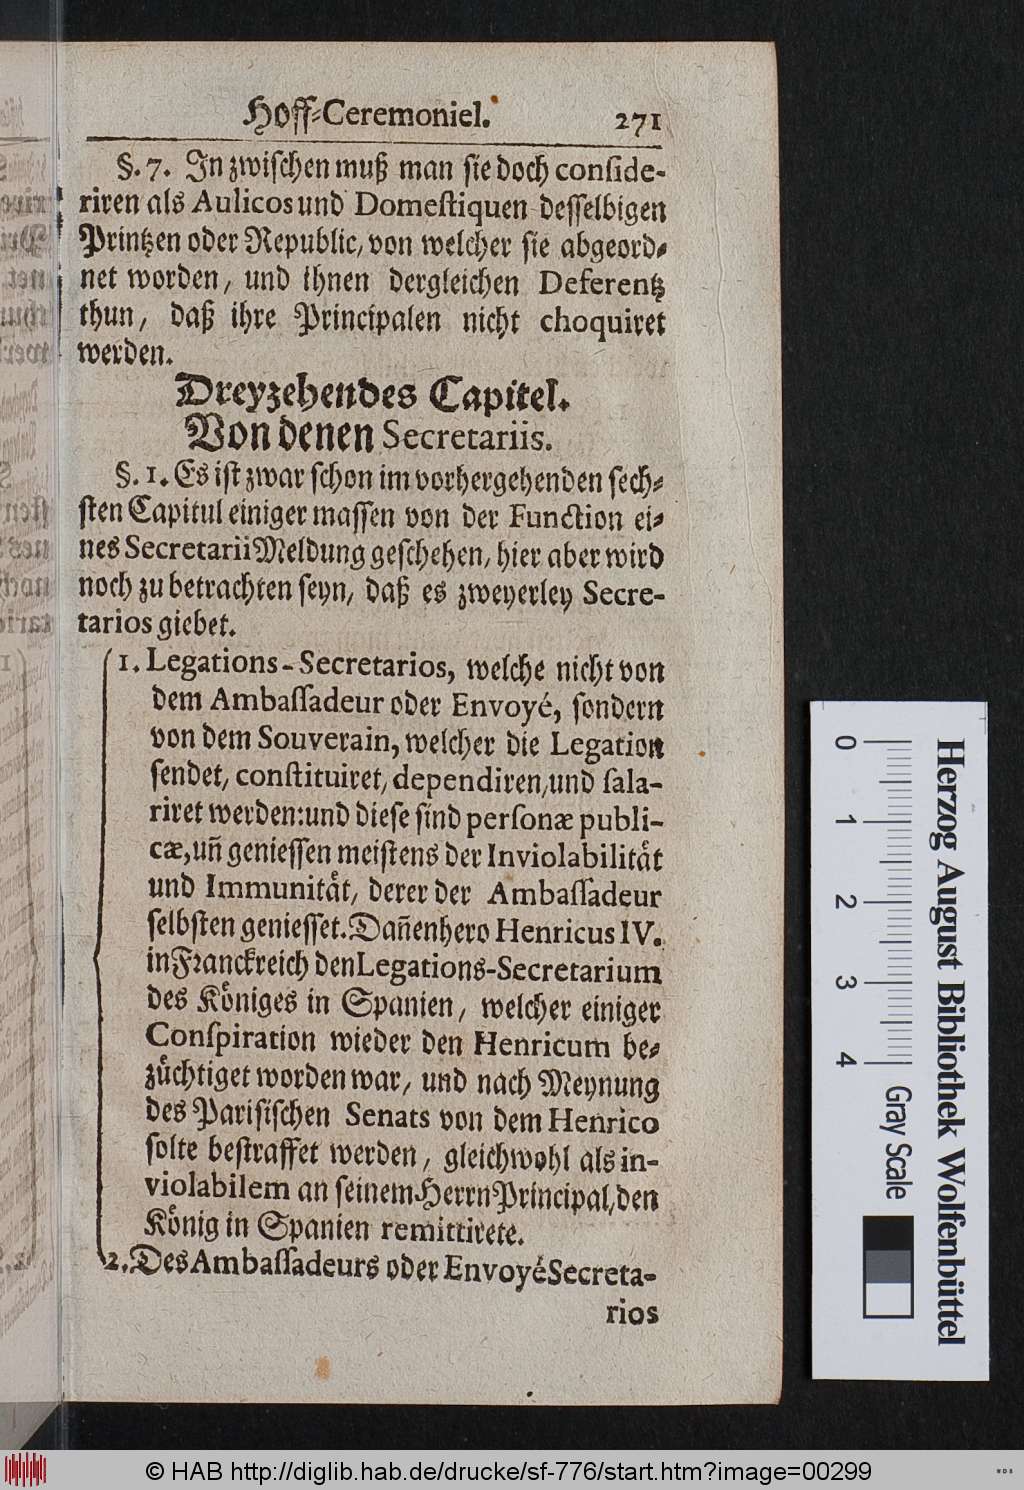 Hoff-Ceremoniel. 271
§. 7. Inzwiſchen muß man ſie doch conſide-
riren als Aulicos und Domeſtiquen deſſelbigen
Printzen oder Republic, von welcher ſie abgeord-
net worden, und ihnen dergleichen Deferentz
thun, daß ihre Principalen nicht choquiret
werden.
Dreyzehendes Capitel.
Von denen Secretariis.
§. 1. Es iſt zwar ſchon im vorhergehenden ſech-
ſten Capitul einiger maſſen von der Function ei-
nes Secretarii Meldung geſchehen, hier aber wird
noch zu betrachten ſeyn, daß es zweyerley Secre-
tarios giebet.
1. Legations-Secretarios, welche nicht von
dem Ambaſſadeur oder Envoyé, ſondern
von dem Souverain, welcher die Legation
ſendet, conſtituiret, dependiren, und ſala-
riret werden: und dieſe ſind perſonæ publi-
cæ, uñ genieſſen meiſtens der Inviolabilitaͤt
und Immunitaͤt, derer der Ambaſſadeur
ſelbſten genieſſet. Dañenhero Henricus IV.
in Franckreich den Legations-Secretarium
des Koͤniges in Spanien, welcher einiger
Conſpiration wieder den Henricum be-
zuͤchtiget worden war, und nach Meynung
des Pariſiſchen Senats von dem Henrico
ſolte beſtraffet werden, gleichwohl als in-
violabilem an ſeinem Herrn Principal, den
Koͤnig in Spanien remittirete.
2. Des Ambaſſadeurs oder Envoyé Secreta-
rios
0 1 2 3 4 Gray Scale
Herzog August Bibliothek Wolfenbüttel
© HAB http://diglib.hab.de/drucke/sf-776/start.htm?image=00299